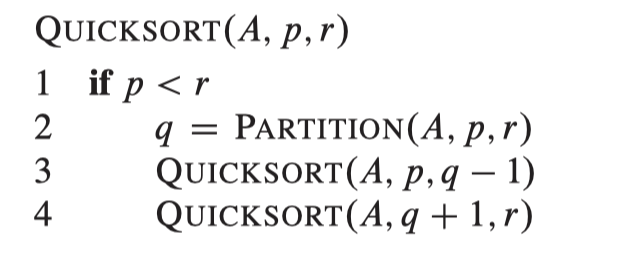 QUICKSORT(A, p, r)
1 if p < r
2 q = PARTITION(A, p, r)
3 QUICKSORT(A, p, q − 1)
4 QUICKSORT(A, q + 1, r)